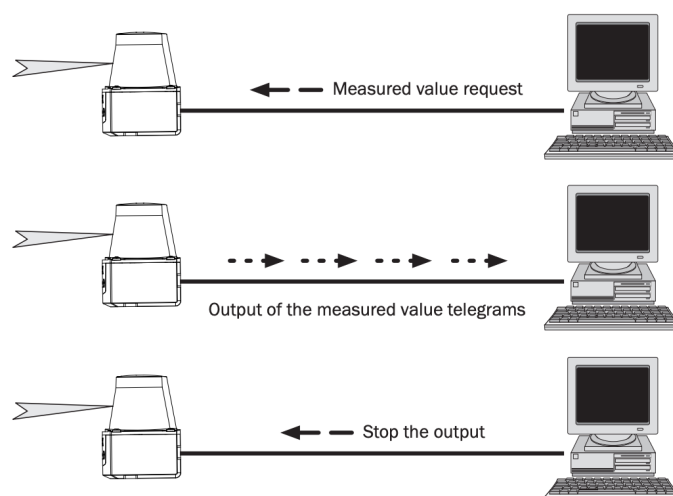 Measured value request
Output of the measured value telegrams
Stop the output